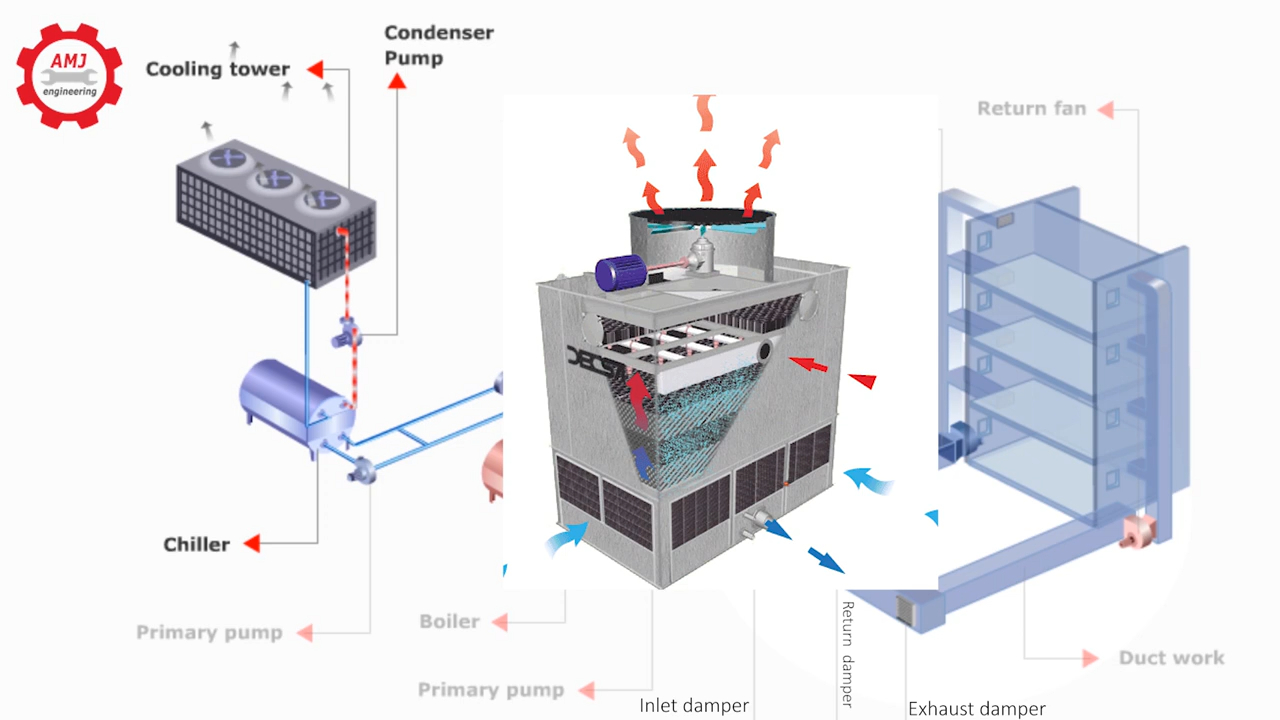 AMJ
engineering
Cooling tower
Condenser
Pump
Return fan
Chiller
Primary pump
Boiler
Primary pump
Inlet damper
Return damper
Exhaust damper
Duct work